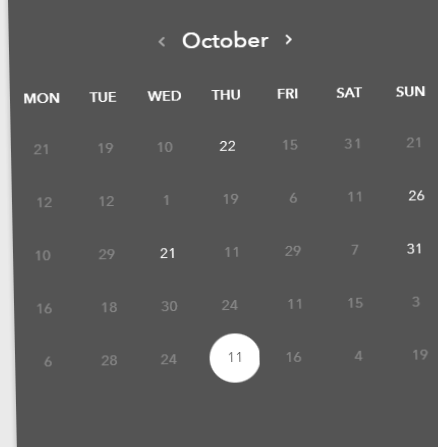 ‹ October ›
MON TUE WED THU FRI SAT SUN
21 19 10 22 15 31 21
12 12 1 19 6 11 26
10 29 21 11 29 7 31
16 18 30 24 11 15 3
6 28 24 11 16 4 19